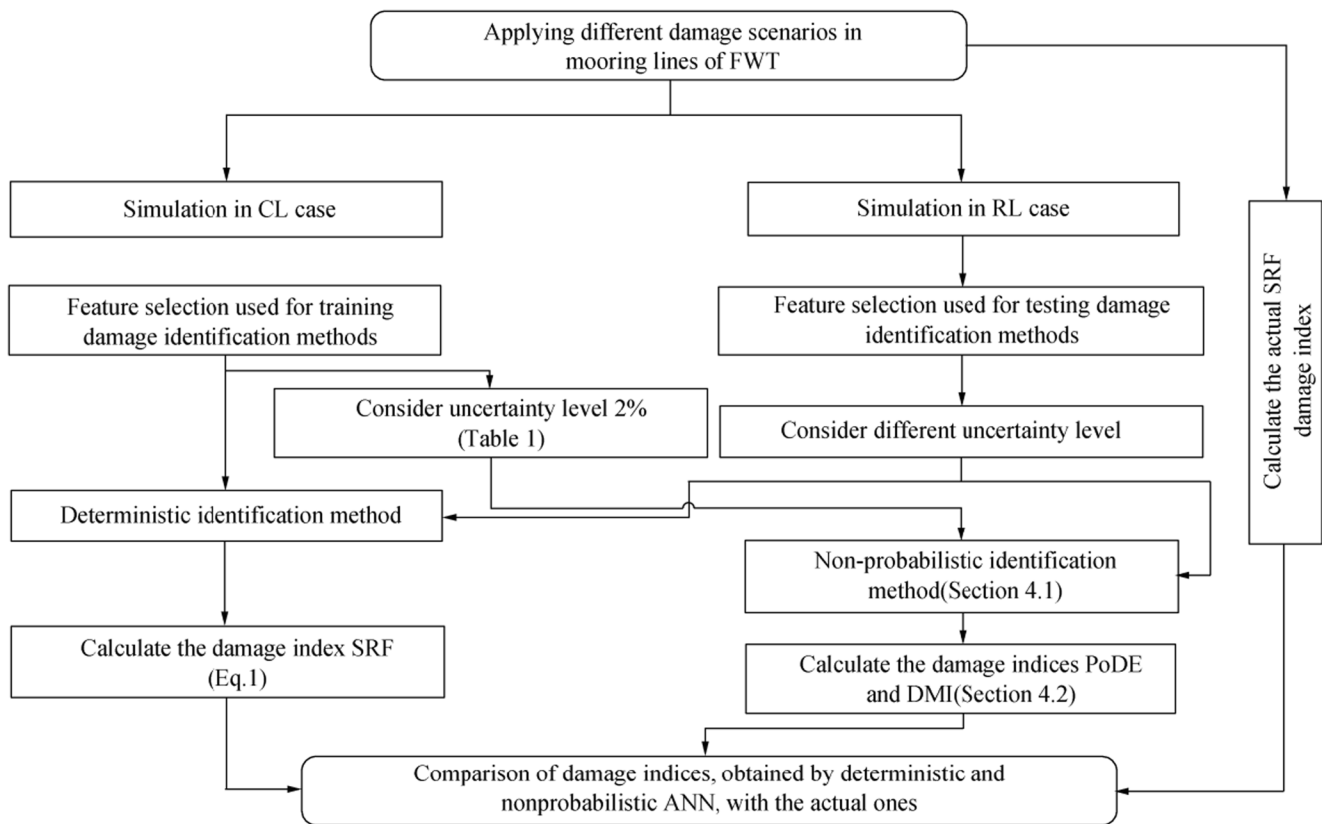 Applying different damage scenarios in
mooring lines of FWT
Simulation in CL case
Simulation in RL case
Feature selection used for training
damage identification methods
Feature selection used for testing damage
identification methods
Calculate the actual SRF
damage index
Consider uncertainty level 2%
(Table 1)
Consider different uncertainty level
Deterministic identification method
Non-probabilistic identification
method(Section 4.1)
Calculate the damage index SRF
(Eq.1)
Calculate the damage indices PoDE
and DMI(Section 4.2)
Comparison of damage indices, obtained by deterministic and
nonprobabilistic ANN, with the actual ones